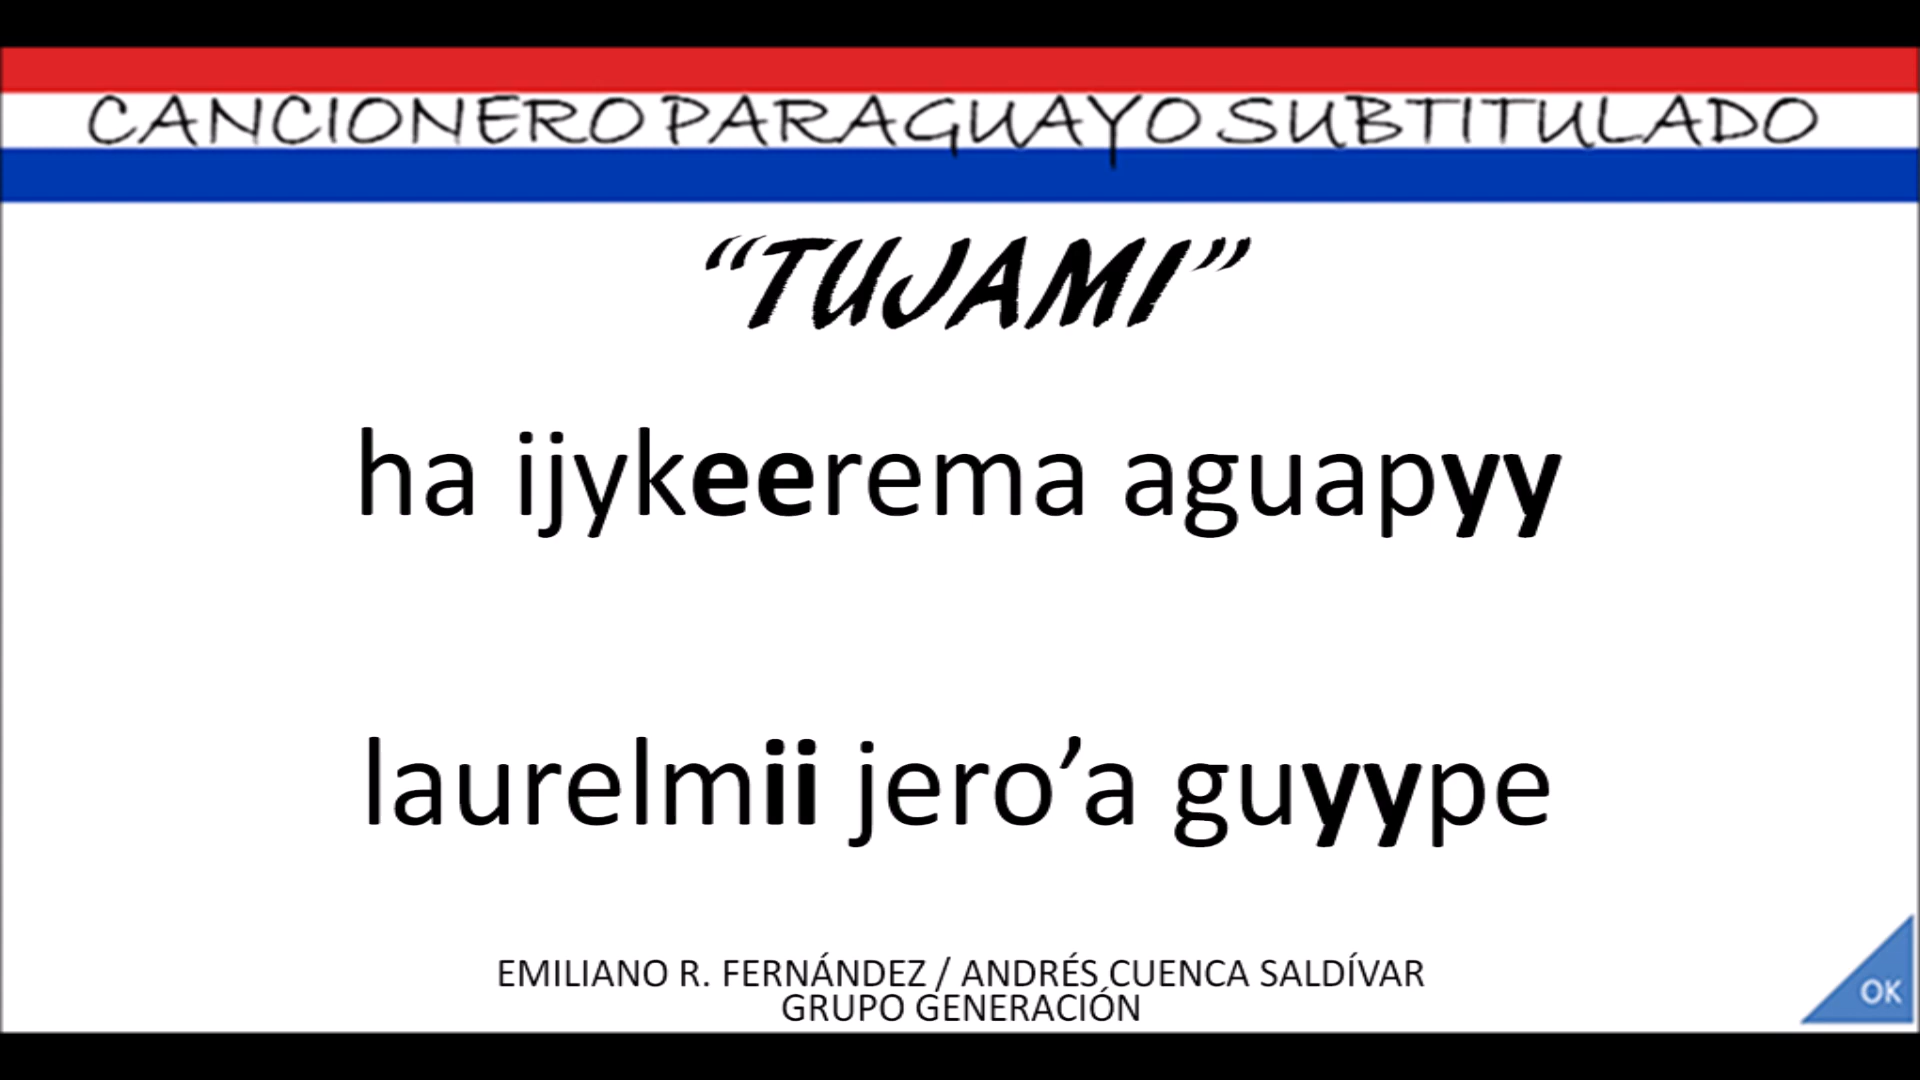 CANCIONERO PARAGUAYO SUBTITULADO
“TUJAMI”
ha ijykeerema aguapyy
laurelmii jero’a guyype
EMILIANO R. FERNÁNDEZ / ANDRÉS CUENCA SALDÍVAR
GRUPO GENERACIÓN
OK